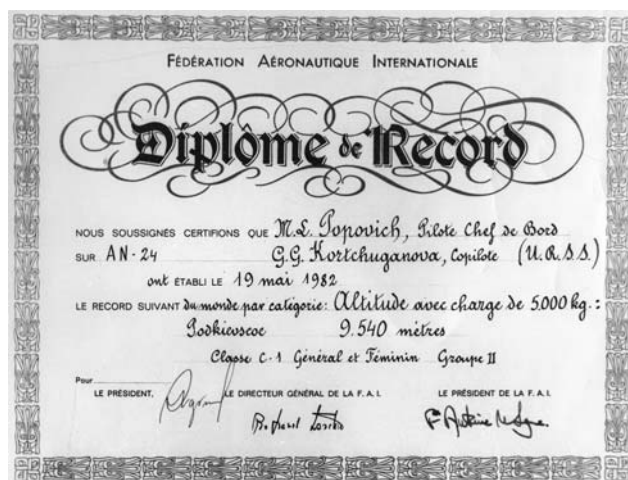 FÉDÉRATION AÉRONAUTIQUE INTERNATIONALE
Diplôme de Record
NOUS SOUSSIGNÉS CERTIFIONS QUE M.L. Popovich, Pilote Chef de Bord
SUR AN-24 G.G. Kortchuganova, Copilote (U.R.S.S.)
ont ÉTABLI LE 19 mai 1982
LE RECORD SUIVANT du monde par catégorie: Altitude avec charge de 5.000 kg.:
Podkievscoe 9.540 mètres
Classe C-1 Général et Féminin Groupe II
Pour
LE PRÉSIDENT, LE DIRECTEUR GÉNÉRAL DE LA F.A.I. LE PRÉSIDENT DE LA F.A.I.